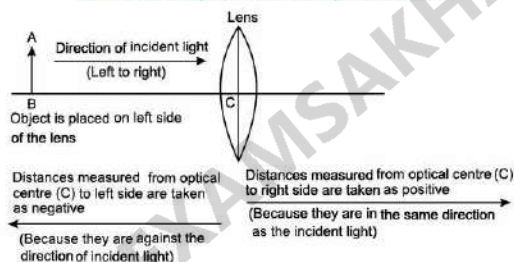 Lens
A
Direction of incident light
(Left to right)
B
C
Object is placed on left side
of the lens
Distances measured from optical
centre (C) to left side are taken
as negative
(Because they are against the
direction of incident light)
Distances measured from optical centre (C)
to right side are taken as positive
(Because they are in the same direction
as the incident light)
EXAMSAKHA